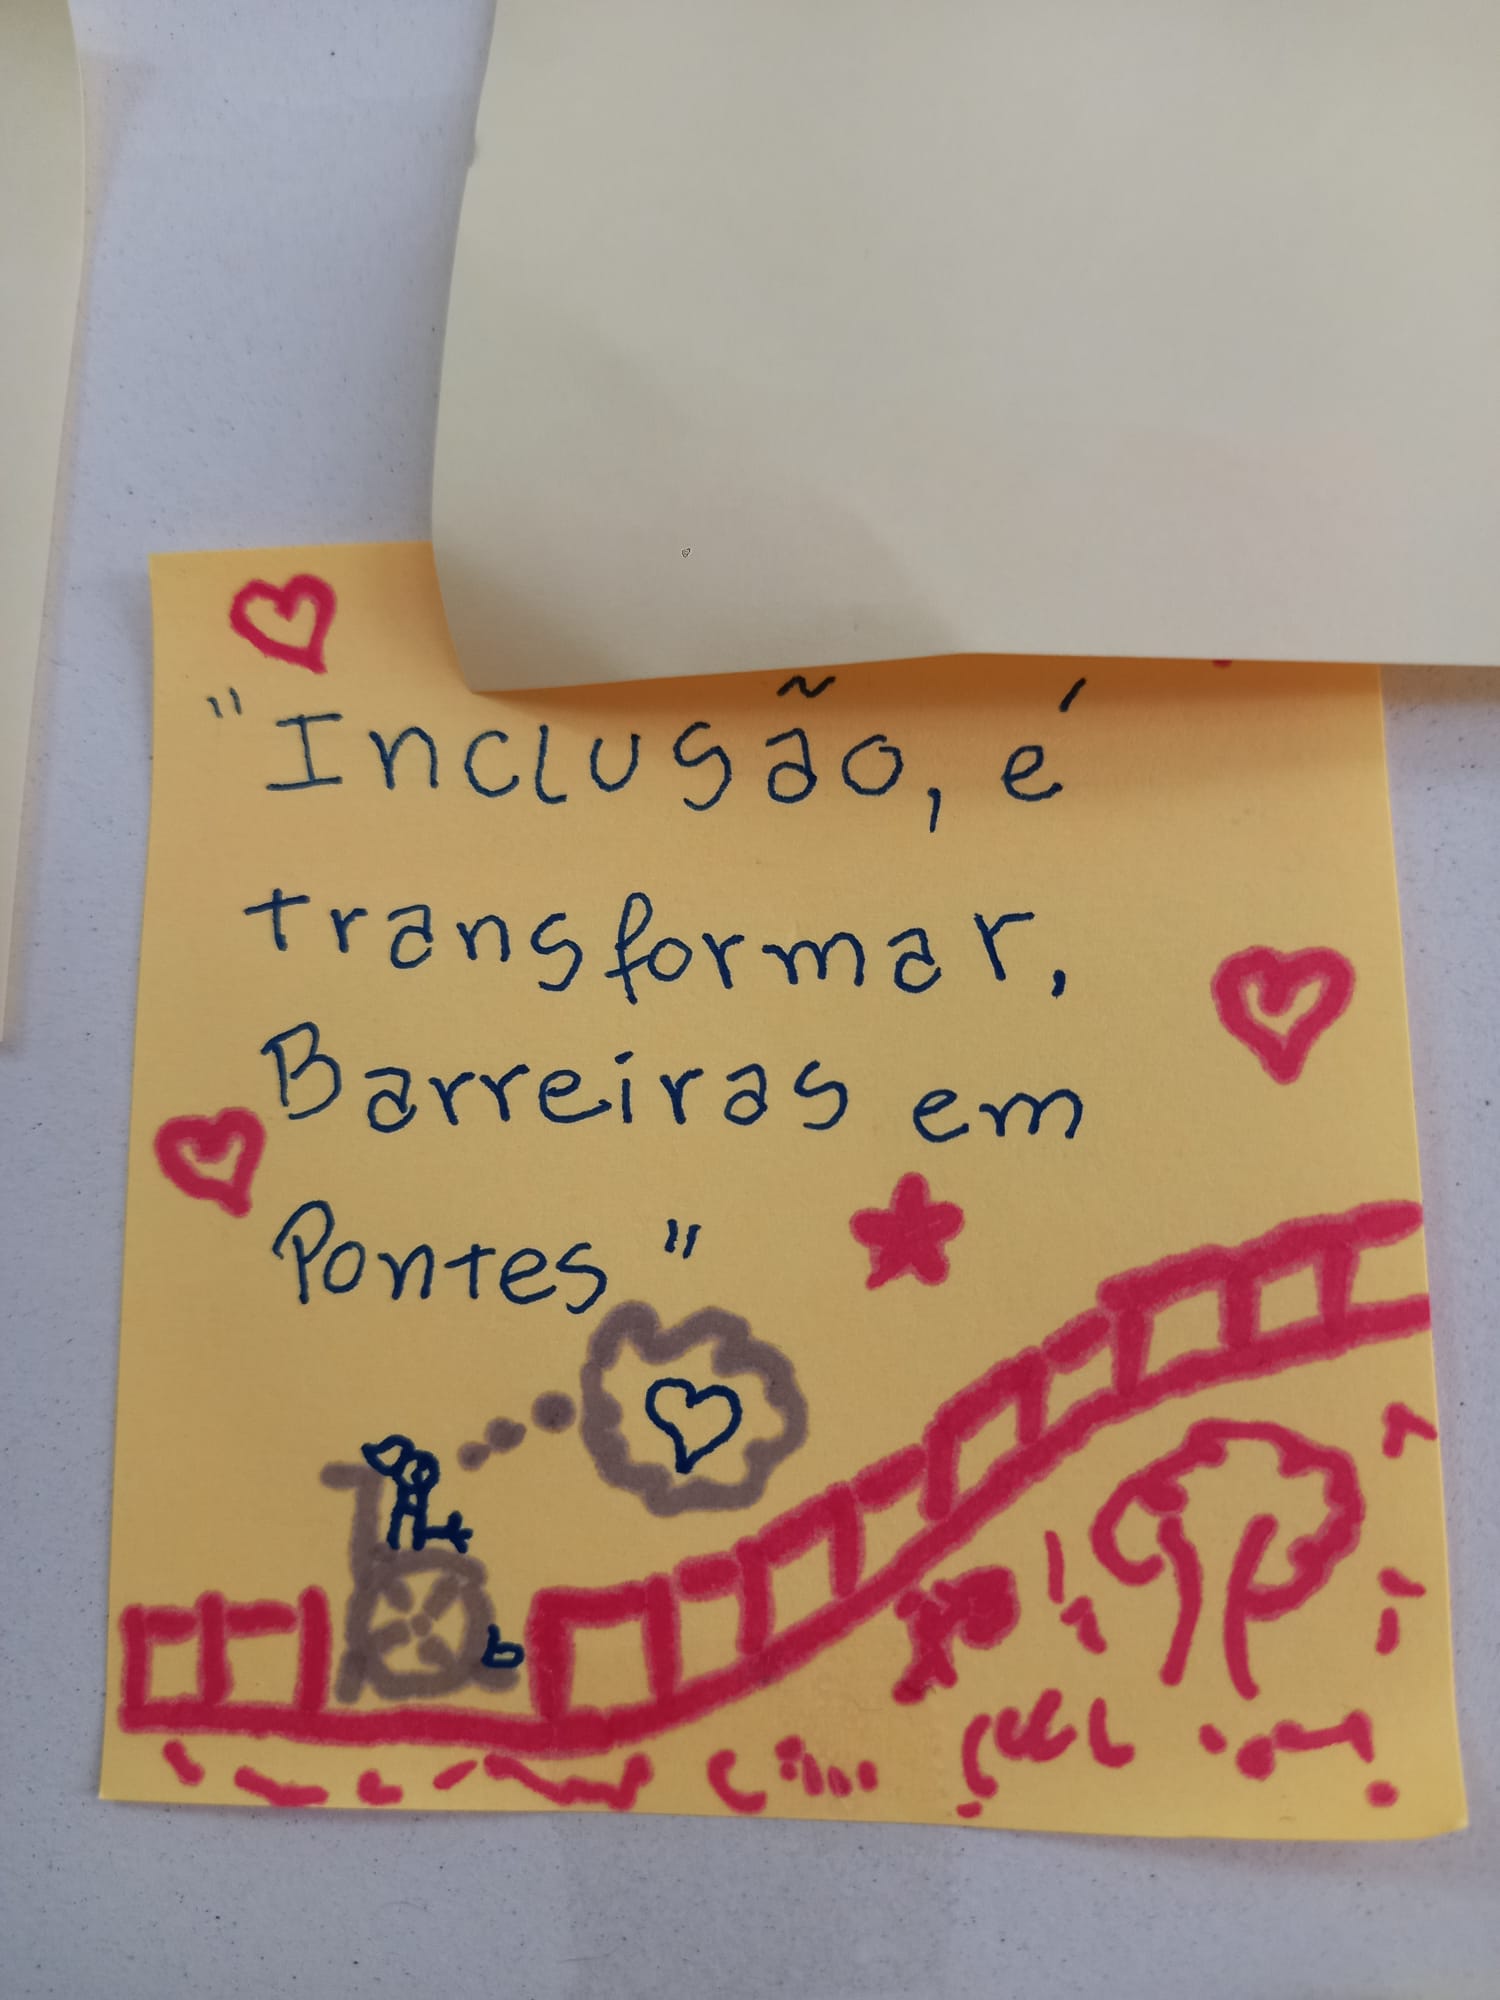 "Inclusão, é
transformar,
Barreiras em
Pontes"